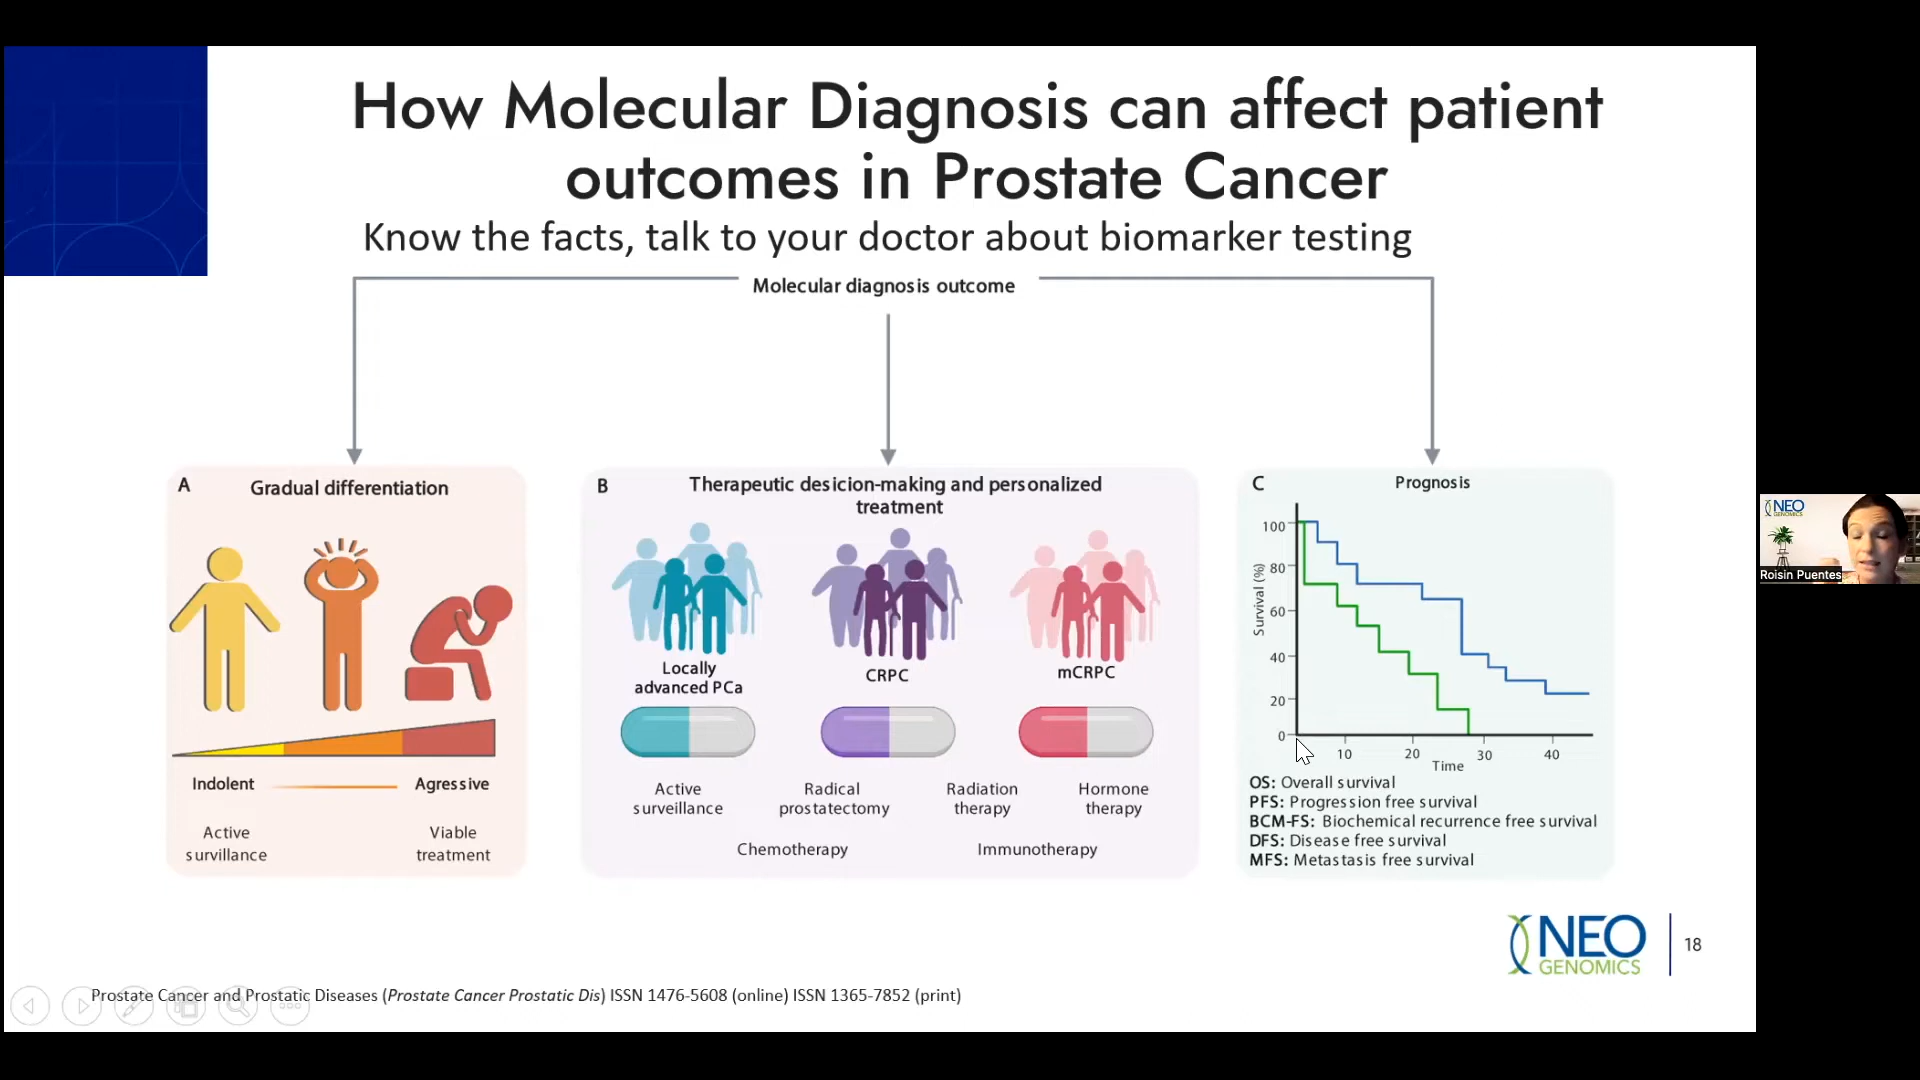 How Molecular Diagnosis can affect patient
outcomes in Prostate Cancer
Know the facts, talk to your doctor about biomarker testing
Molecular diagnosis outcome
A
Gradual differentiation
Indolent
Agressive
Active
survillance
Viable
treatment
B
Therapeutic desicion-making and personalized
treatment
Locally
advanced PCa
CRPC
mCRPC
Active
surveillance
Radical
prostatectomy
Radiation
therapy
Hormone
therapy
Chemotherapy
Immunotherapy
C
Prognosis
Survival (%)
100
80
60
40
20
0
10
20
30
40
Time
OS: Overall survival
PFS: Progression free survival
BCM-FS: Biochemical recurrence free survival
DFS: Disease free survival
MFS: Metastasis free survival
NEO
GENOMICS
18
Prostate Cancer and Prostatic Diseases (Prostate Cancer Prostatic Dis) ISSN 1476-5608 (online) ISSN 1365-7852 (print)
NEO
GENOMICS
Roisin Puentes